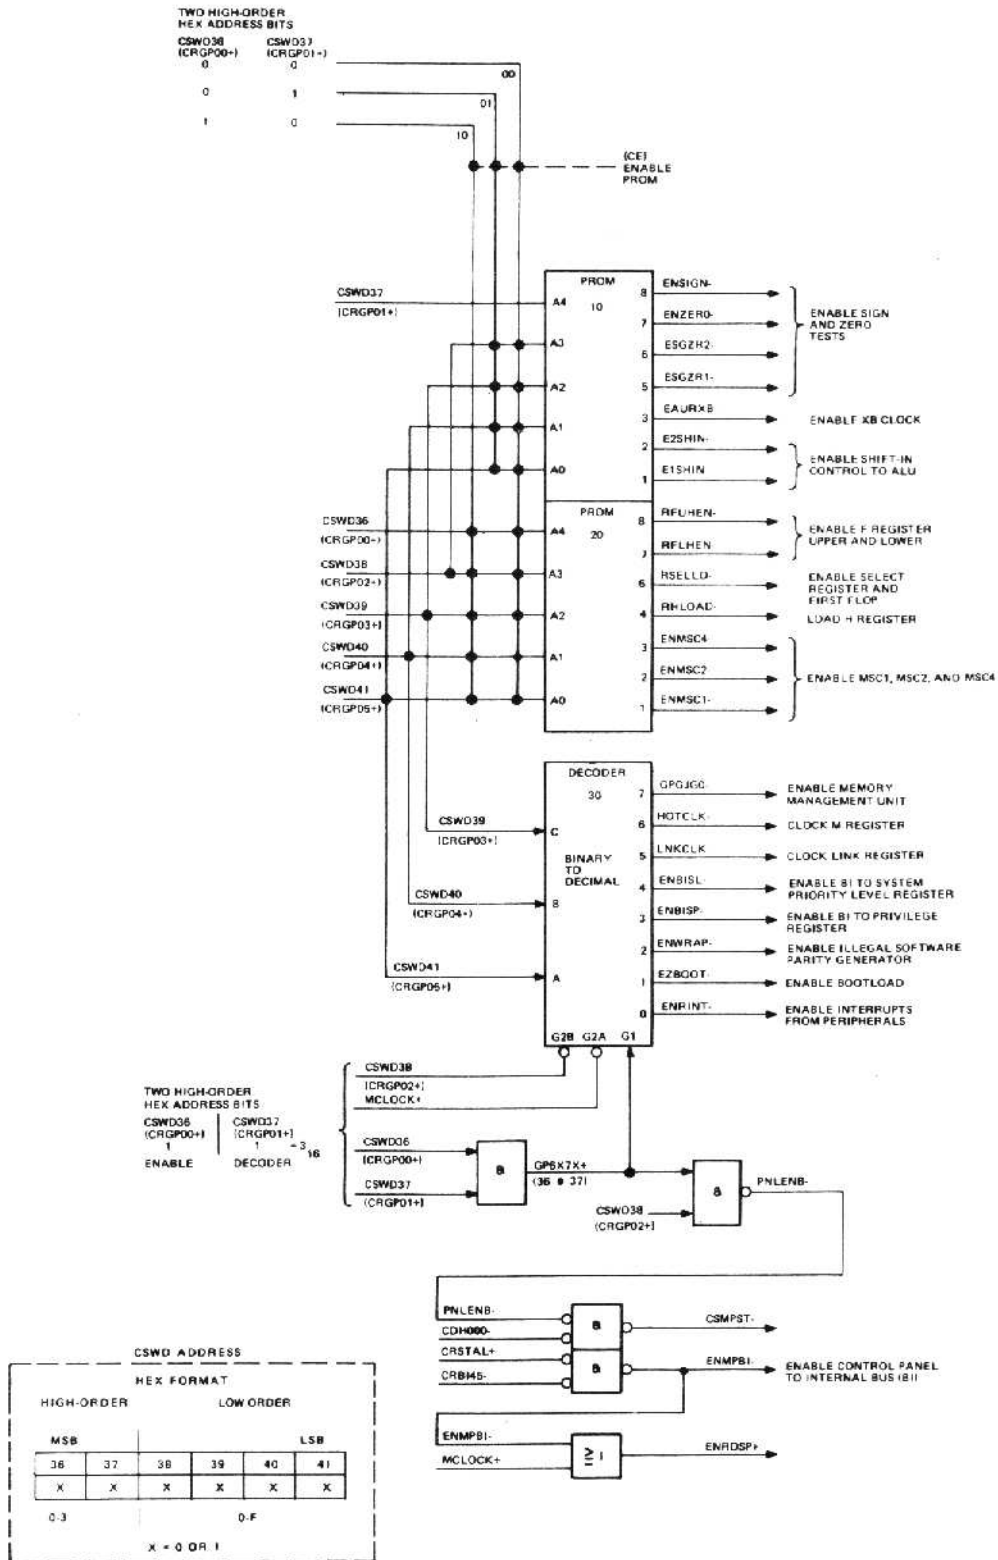 TWO HIGH-ORDER
HEX ADDRESS BITS
CSWD36 CSWD37
(CRGP00+) (CRGP01+)
0 0
00
0 1
01
1 0
10
(CE)
ENABLE
PROM
PROM
10
CSWD37
(CRGP01+)
A4
A3
A2
A1
A0
8 ENSIGN-
7 ENZERO-
6 ESGZR2-
5 ESGZR1-
ENABLE SIGN
AND ZERO
TESTS
3 EAURXB
ENABLE XB CLOCK
2 E2SHIN-
1 E1SHIN
ENABLE SHIFT-IN
CONTROL TO ALU
PROM
20
CSWD36
(CRGP00+)
A4
CSWD38
(CRGP02+)
A3
CSWD39
(CRGP03+)
A2
CSWD40
(CRGP04+)
A1
CSWD41
(CRGP05+)
A0
8 RFUHEN-
7 RFLHEN
ENABLE F REGISTER
UPPER AND LOWER
6 RSELLD-
ENABLE SELECT
REGISTER AND
FIRST FLOP
4 RHLOAD-
LOAD H REGISTER
3 ENMSC4
2 ENMSC2
1 ENMSC1-
ENABLE MSC1, MSC2, AND MSC4
DECODER
30
BINARY
TO
DECIMAL
CSWD39
(CRGP03+)
C
CSWD40
(CRGP04+)
B
CSWD41
(CRGP05+)
A
7
ENABLE MEMORY
MANAGEMENT UNIT
6 HOTCLK-
CLOCK M REGISTER
5 LNKCLK
CLOCK LINK REGISTER
4 ENBISL-
ENABLE BI TO SYSTEM
PRIORITY LEVEL REGISTER
3 ENBISP-
ENABLE BI TO PRIVILEGE
REGISTER
2 ENWRAP-
ENABLE ILLEGAL SOFTWARE
PARITY GENERATOR
1 EZBOOT-
ENABLE BOOTLOAD
0 ENRINT-
ENABLE INTERRUPTS
FROM PERIPHERALS
G2B G2A G1
TWO HIGH-ORDER
HEX ADDRESS BITS
CSWD36 CSWD37
(CRGP00+) (CRGP01+)
1 1 =3 16
ENABLE DECODER
CSWD38
(CRGP02+)
MCLOCK+
CSWD36
(CRGP00+)
CSWD37
(CRGP01+)
&
GP6X7X+
(36 • 37)
CSWD38
(CRGP02+)
&
PNLENB-
PNLENB-
CDH000-
&
CSMPST-
CRSTAL+
CRBI45-
&
ENMPBI-
ENABLE CONTROL PANEL
TO INTERNAL BUS (BI)
ENMPBI-
MCLOCK+
≥1
ENRDSP+
CSWD ADDRESS
HEX FORMAT
HIGH-ORDER LOW ORDER
MSB LSB
36 37 38 39 40 41
X X X X X X
0-3 0-F
X = 0 OR 1